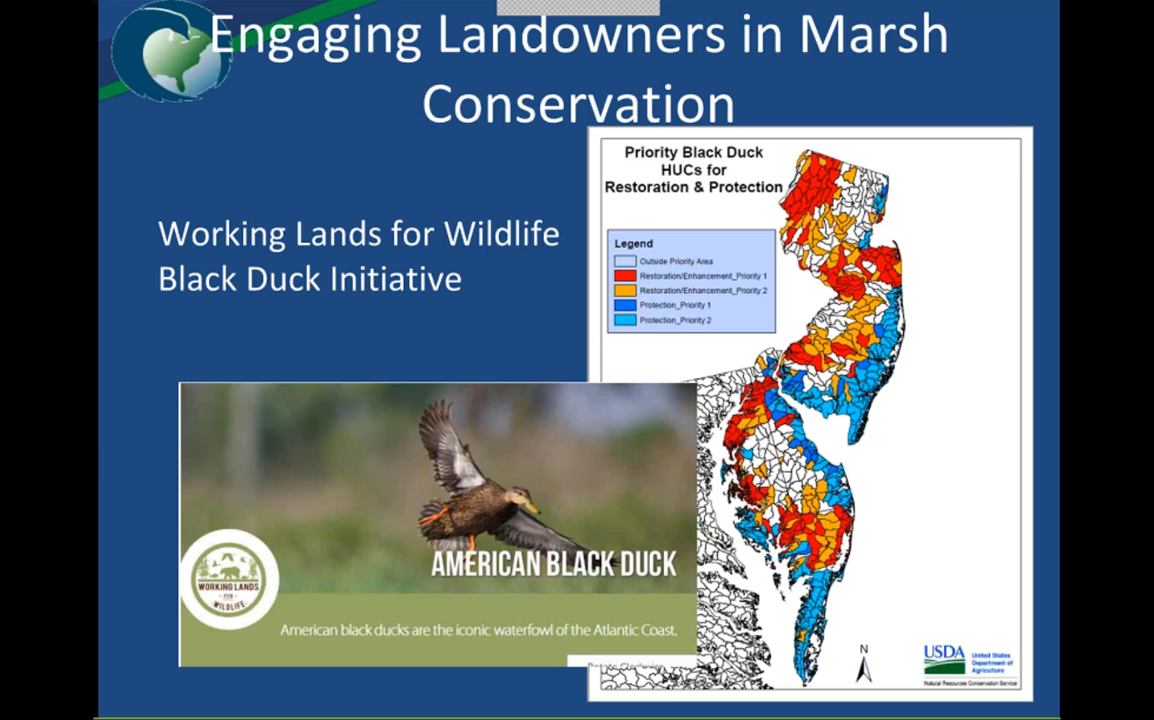 Engaging Landowners in Marsh
Conservation
Working Lands for Wildlife
Black Duck Initiative
Priority Black Duck
HUCs for
Restoration & Protection
Legend
Outside Priority Area
Restoration/Enhancement_Priority 1
Restoration/Enhancement_Priority 2
Protection_Priority 1
Protection_Priority 2
AMERICAN BLACK DUCK
WORKING LANDS
FOR
WILDLIFE
American black ducks are the iconic waterfowl of the Atlantic Coast.
N
USDA
United States
Department of
Agriculture
Natural Resources Conservation Service